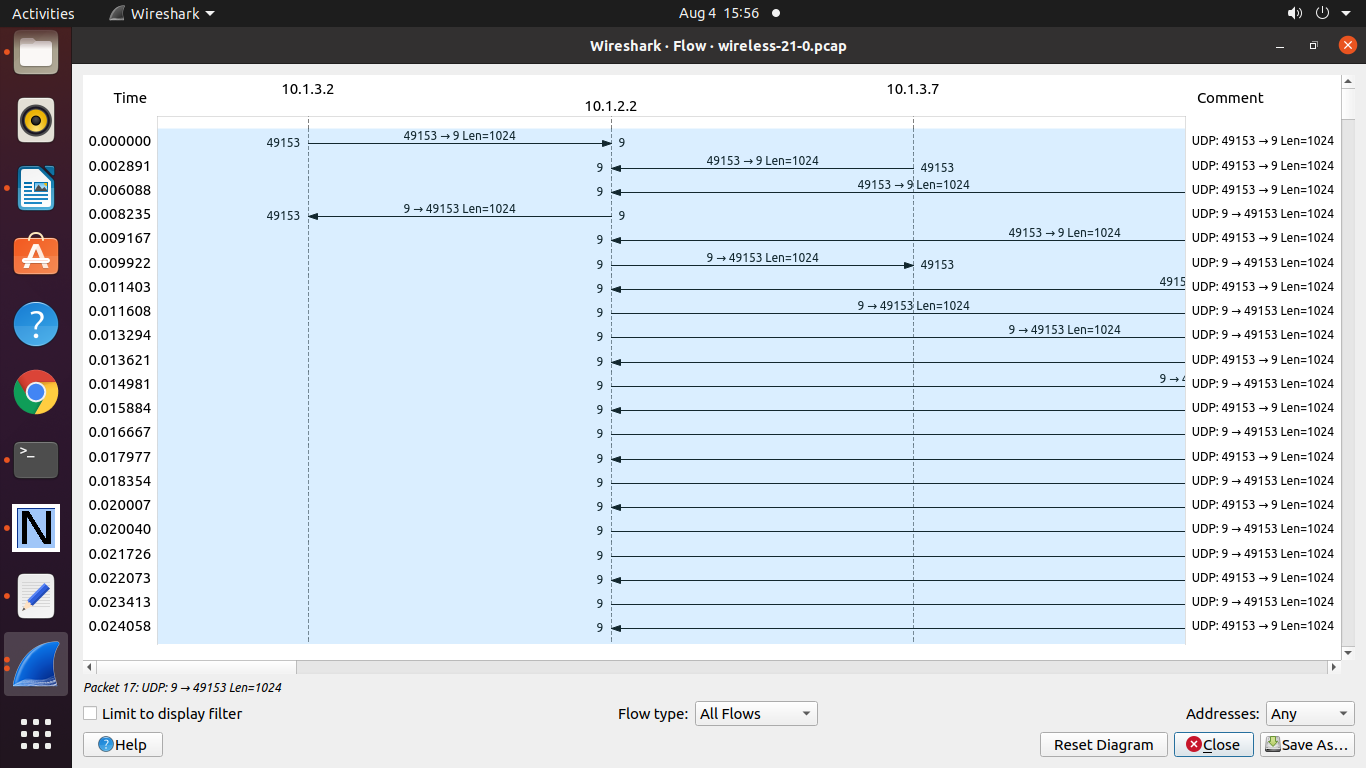 Activities Wireshark Aug 4 15:56
Wireshark · Flow · wireless-21-0.pcap
10.1.3.2 10.1.3.7
Time 10.1.2.2 Comment
0.000000 49153 49153 → 9 Len=1024 9 UDP: 49153 → 9 Len=1024
0.002891 9 49153 → 9 Len=1024 49153 UDP: 49153 → 9 Len=1024
0.006088 9 49153 → 9 Len=1024 UDP: 49153 → 9 Len=1024
0.008235 49153 9 → 49153 Len=1024 9 UDP: 9 → 49153 Len=1024
0.009167 9 49153 → 9 Len=1024 UDP: 49153 → 9 Len=1024
0.009922 9 9 → 49153 Len=1024 49153 UDP: 9 → 49153 Len=1024
0.011403 9 4915 UDP: 49153 → 9 Len=1024
0.011608 9 9 → 49153 Len=1024 UDP: 9 → 49153 Len=1024
0.013294 9 9 → 49153 Len=1024 UDP: 9 → 49153 Len=1024
0.013621 9 UDP: 49153 → 9 Len=1024
0.014981 9 9 → 4 UDP: 9 → 49153 Len=1024
0.015884 9 UDP: 49153 → 9 Len=1024
0.016667 9 UDP: 9 → 49153 Len=1024
0.017977 9 UDP: 49153 → 9 Len=1024
0.018354 9 UDP: 9 → 49153 Len=1024
0.020007 9 UDP: 49153 → 9 Len=1024
0.020040 9 UDP: 9 → 49153 Len=1024
0.021726 9 UDP: 9 → 49153 Len=1024
0.022073 9 UDP: 49153 → 9 Len=1024
0.023413 9 UDP: 9 → 49153 Len=1024
0.024058 9 UDP: 49153 → 9 Len=1024
Packet 17: UDP: 9 → 49153 Len=1024
Limit to display filter Flow type: All Flows Addresses: Any
Help Reset Diagram Close Save As…